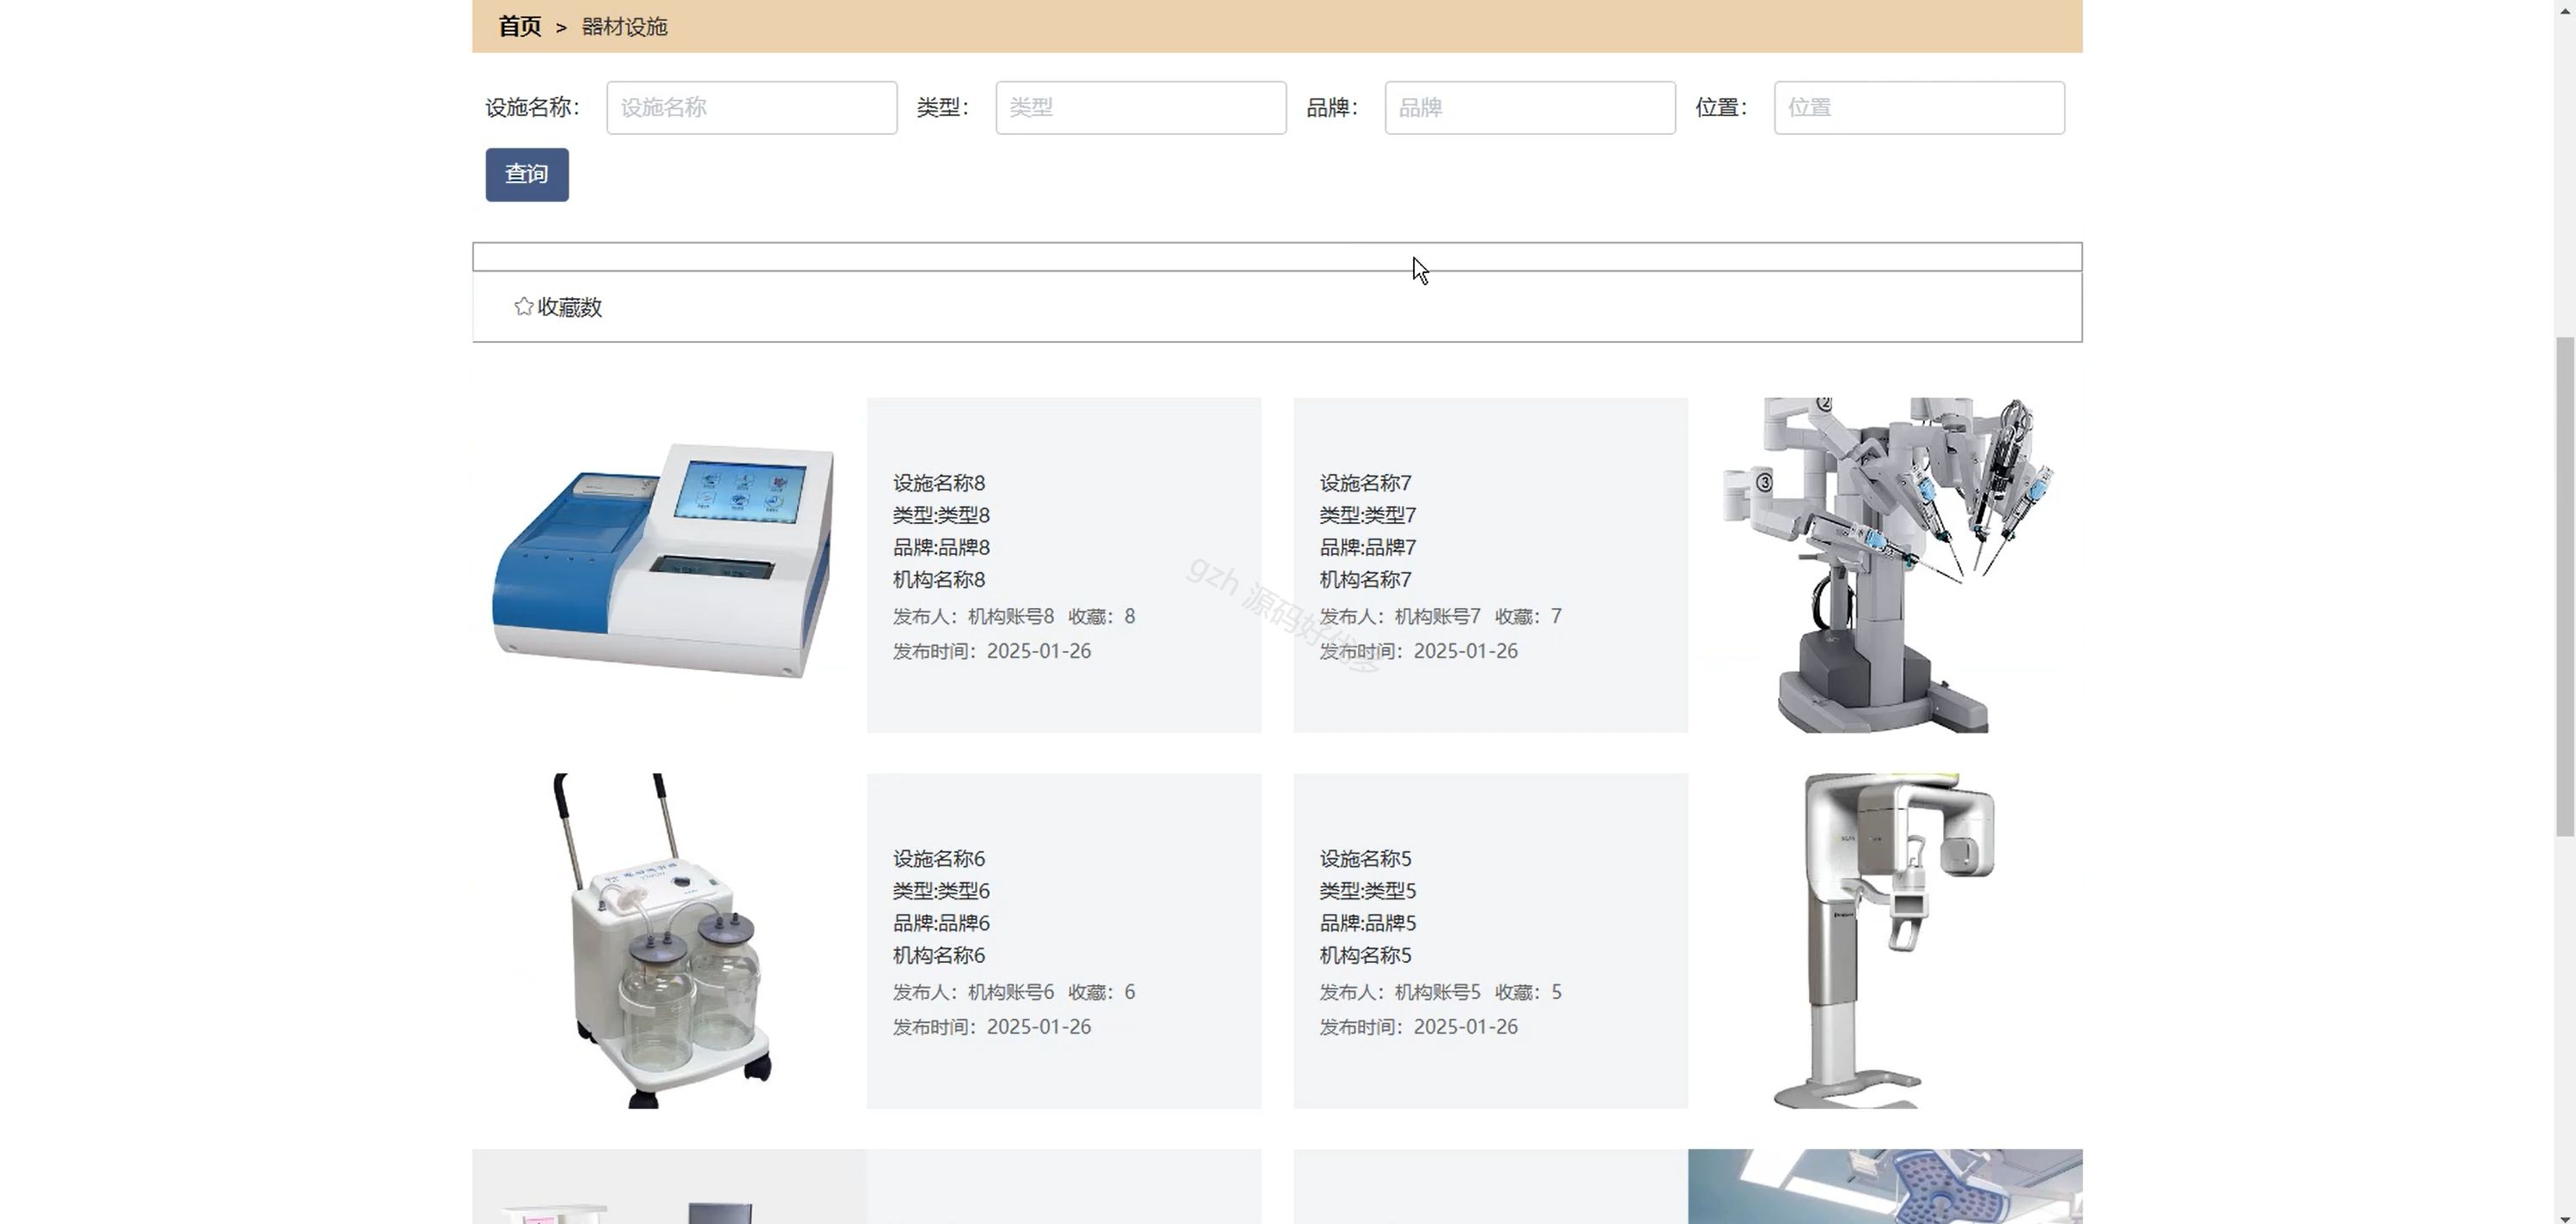 首页 > 器材设施
设施名称： 设施名称 类型： 类型 品牌： 品牌 位置： 位置
查询
收藏数
设施名称8
类型:类型8
品牌:品牌8
机构名称8
发布人：机构账号8 收藏：8
发布时间：2025-01-26
设施名称7
类型:类型7
品牌:品牌7
机构名称7
发布人：机构账号7 收藏：7
发布时间：2025-01-26
②
③
gzh 源码好优多
设施名称6
类型:类型6
品牌:品牌6
机构名称6
发布人：机构账号6 收藏：6
发布时间：2025-01-26
设施名称5
类型:类型5
品牌:品牌5
机构名称5
发布人：机构账号5 收藏：5
发布时间：2025-01-26